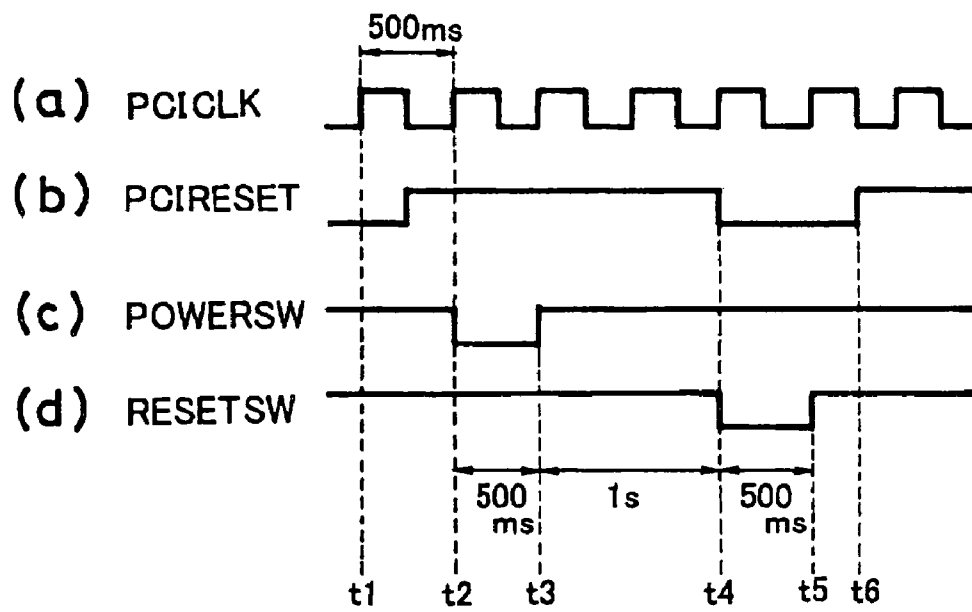 500ms
(a) PCICLK
(b) PCIRESET
(c) POWERSW
(d) RESETSW
500 ms 1s 500 ms
t1 t2 t3 t4 t5 t6